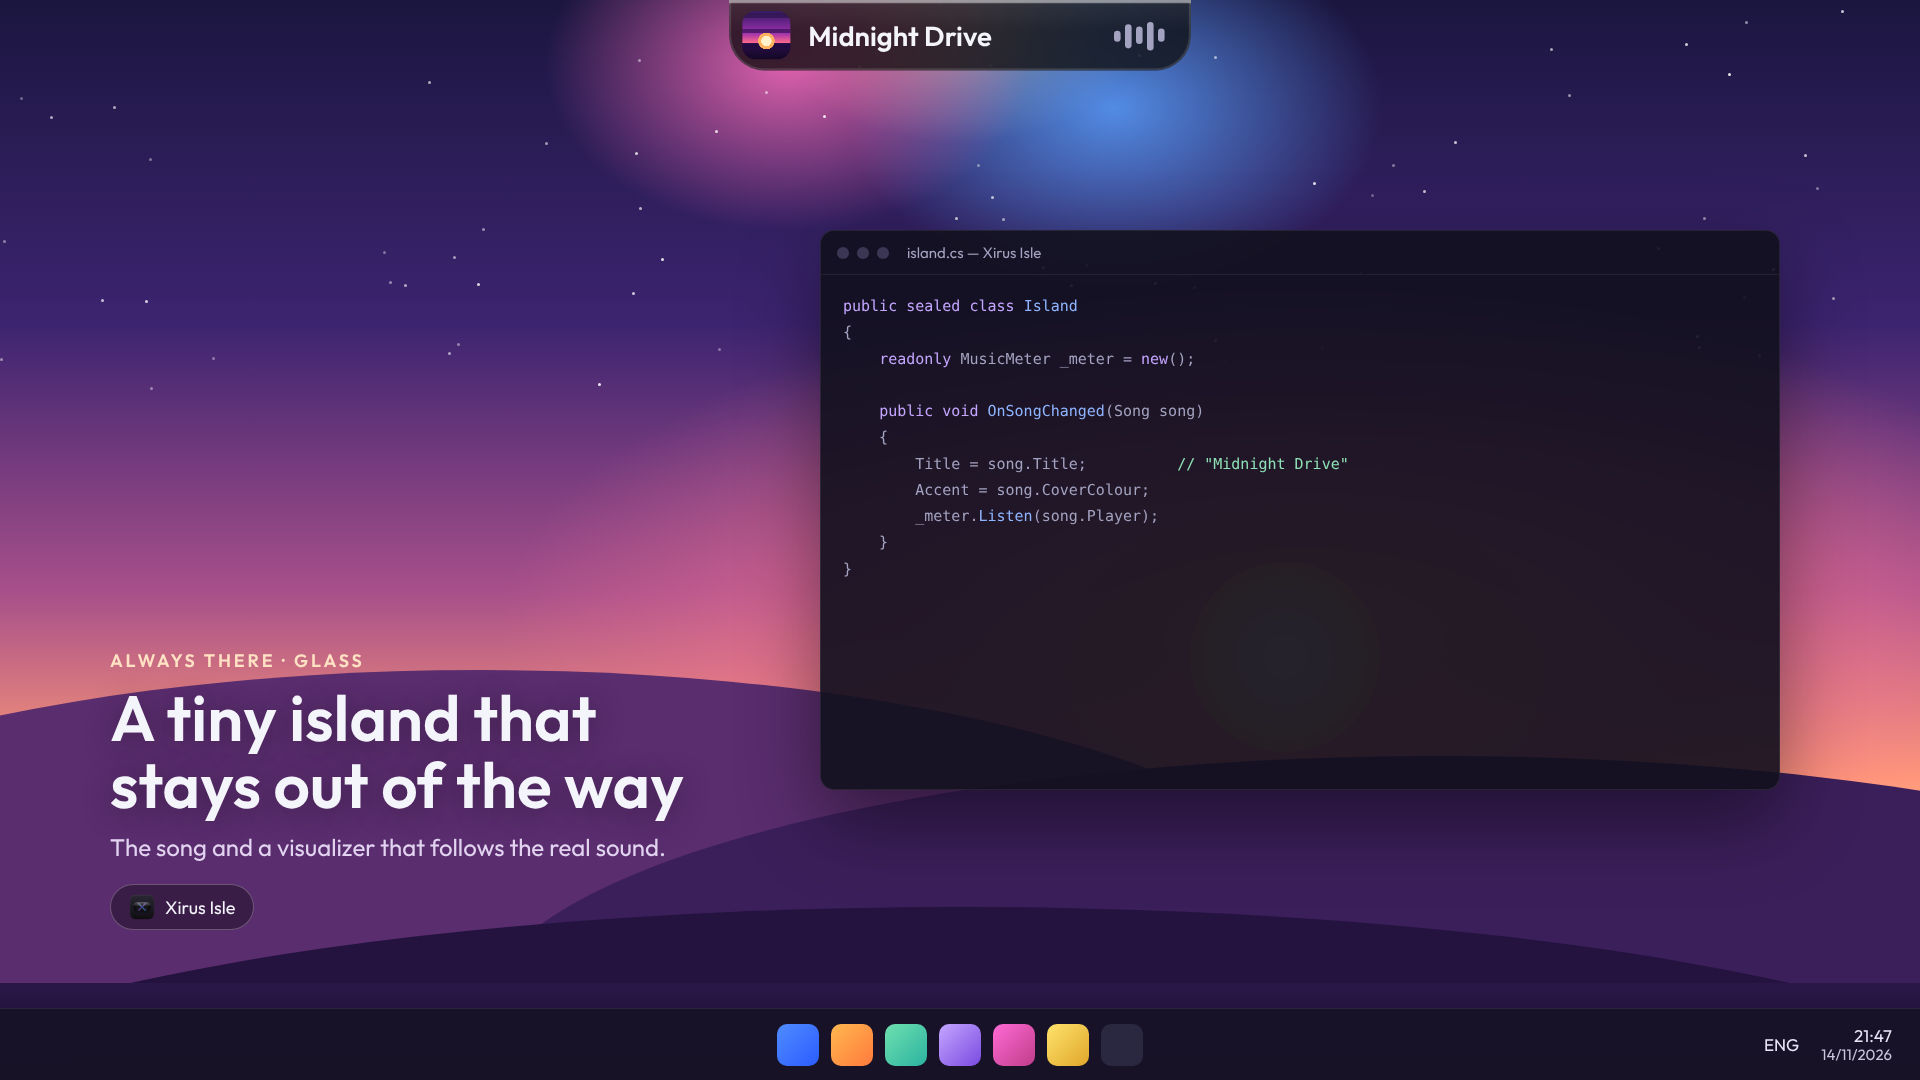 Midnight Drive
island.cs — Xirus Isle
public sealed class Island
{
    readonly MusicMeter _meter = new();
    public void OnSongChanged(Song song)
    {
        Title = song.Title;          // "Midnight Drive"
        Accent = song.CoverColour;
        _meter.Listen(song.Player);
    }
}
ALWAYS THERE · GLASS
A tiny island that
stays out of the way
The song and a visualizer that follows the real sound.
Xirus Isle
ENG
21:47
14/11/2026